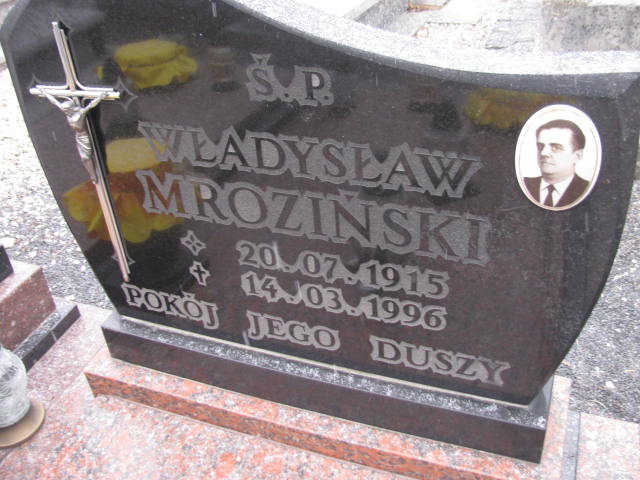 Ś.P.
WŁADYSŁAW
MROZIŃSKI
20.07.1915
14.03.1996
POKÓJ JEGO DUSZY